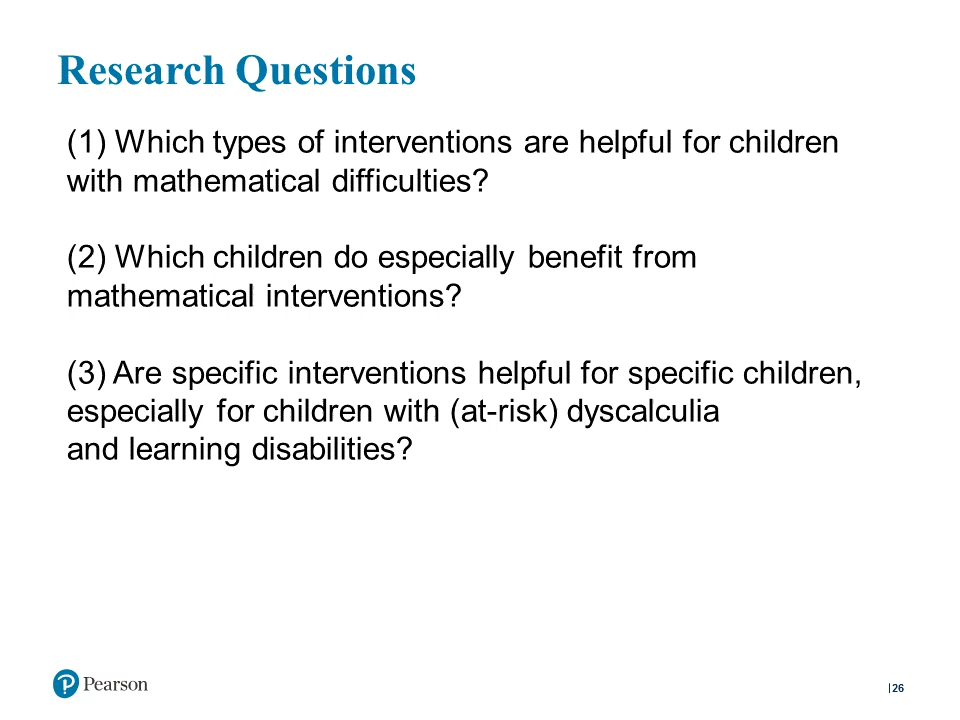 Research Questions
(1) Which types of interventions are helpful for children
with mathematical difficulties?
(2) Which children do especially benefit from
mathematical interventions?
(3) Are specific interventions helpful for specific children,
especially for children with (at-risk) dyscalculia
and learning disabilities?
Pearson
|26